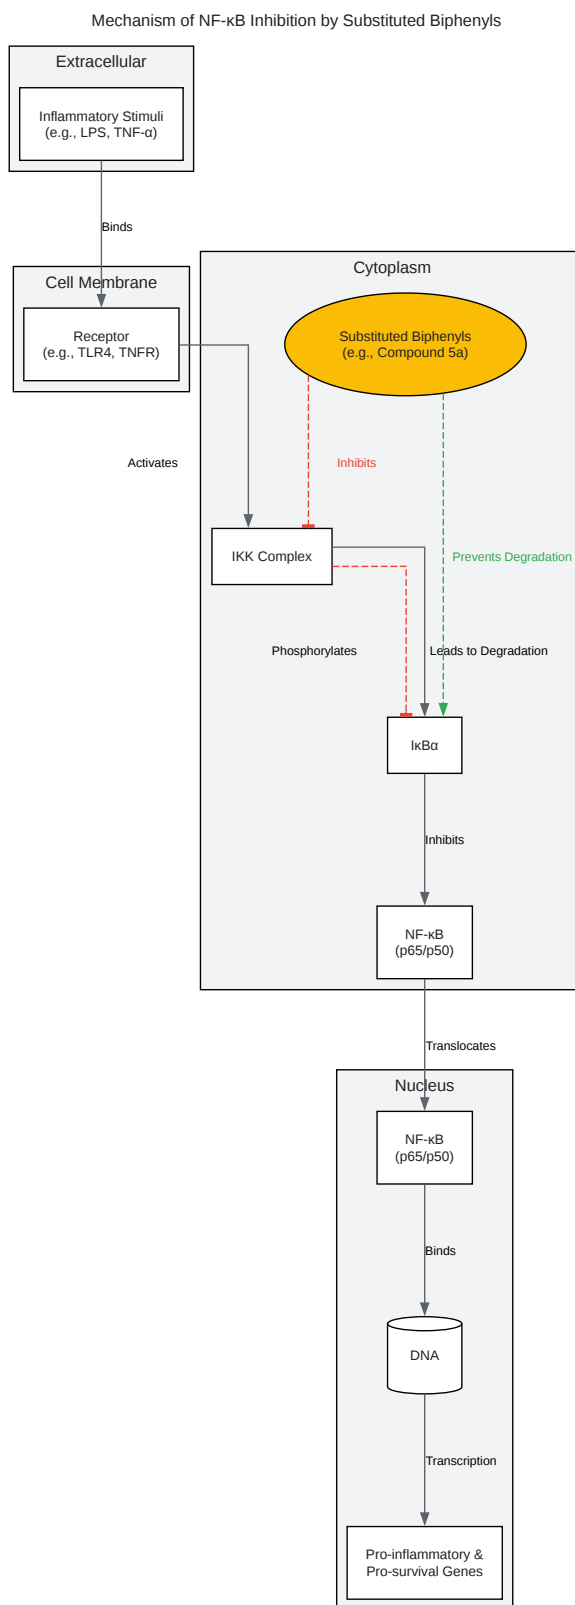 Mechanism of NF-κB Inhibition by Substituted Biphenyls
Extracellular
Inflammatory Stimuli
(e.g., LPS, TNF-α)
Binds
Cell Membrane
Receptor
(e.g., TLR4, TNFR)
Cytoplasm
Substituted Biphenyls
(e.g., Compound 5a)
Activates
Inhibits
IKK Complex
Prevents Degradation
Phosphorylates
Leads to Degradation
IκBα
Inhibits
NF-κB
(p65/p50)
Translocates
Nucleus
NF-κB
(p65/p50)
Binds
DNA
Transcription
Pro-inflammatory &
Pro-survival Genes